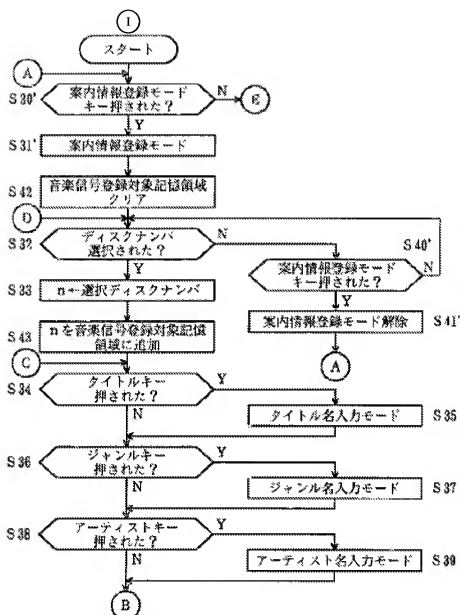 I
スタート
A
S30'
案内情報登録モード
キー押された?
N
E
Y
S31'
案内情報登録モード
S42
音楽信号登録対象記憶領域
クリア
D
S32
ディスクナンバ
選択された?
N
Y
S40'
案内情報登録モード
キー押された?
N
Y
S33
n←選択ディスクナンバ
案内情報登録モード解除
S41'
S43
nを音楽信号登録対象記憶
領域に追加
A
C
S34
タイトルキー
押された?
Y
N
タイトル名入力モード
S35
S36
ジャンルキー
押された?
Y
N
ジャンル名入力モード
S37
S38
アーティストキー
押された?
Y
N
アーティスト名入力モード
S39
B